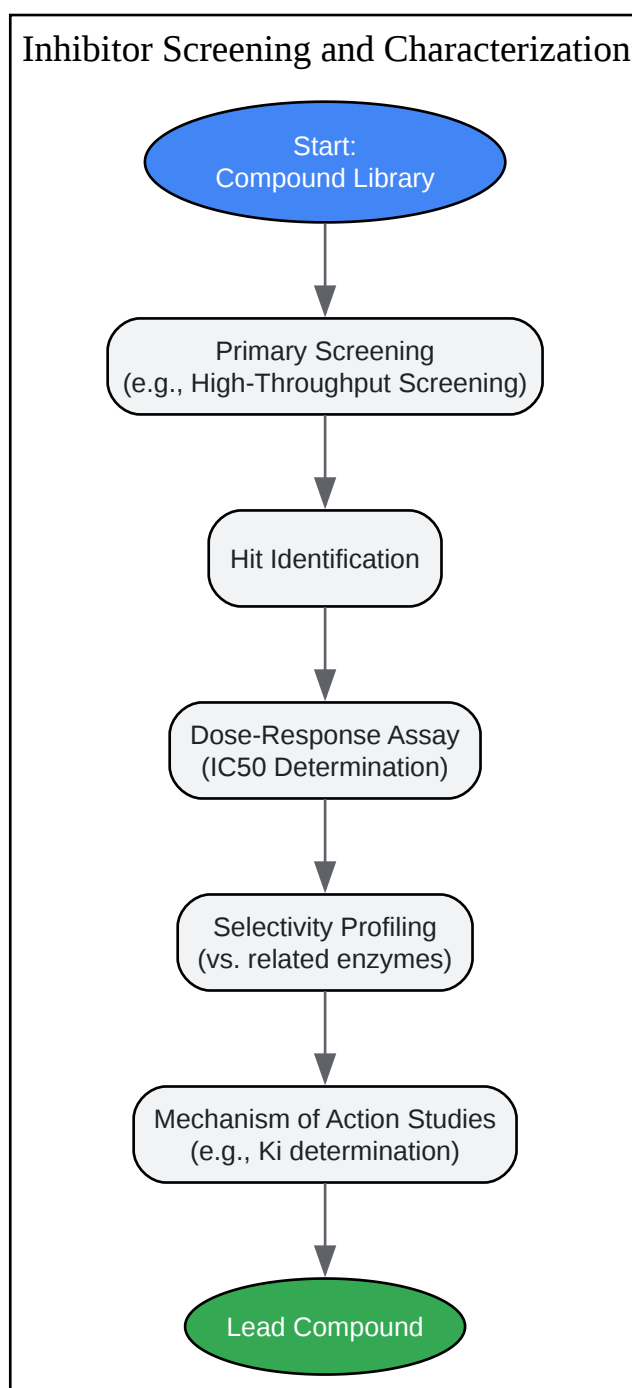 Inhibitor Screening and Characterization
Start:
Compound Library
Primary Screening
(e.g., High-Throughput Screening)
Hit Identification
Dose-Response Assay
(IC50 Determination)
Selectivity Profiling
(vs. related enzymes)
Mechanism of Action Studies
(e.g., Ki determination)
Lead Compound